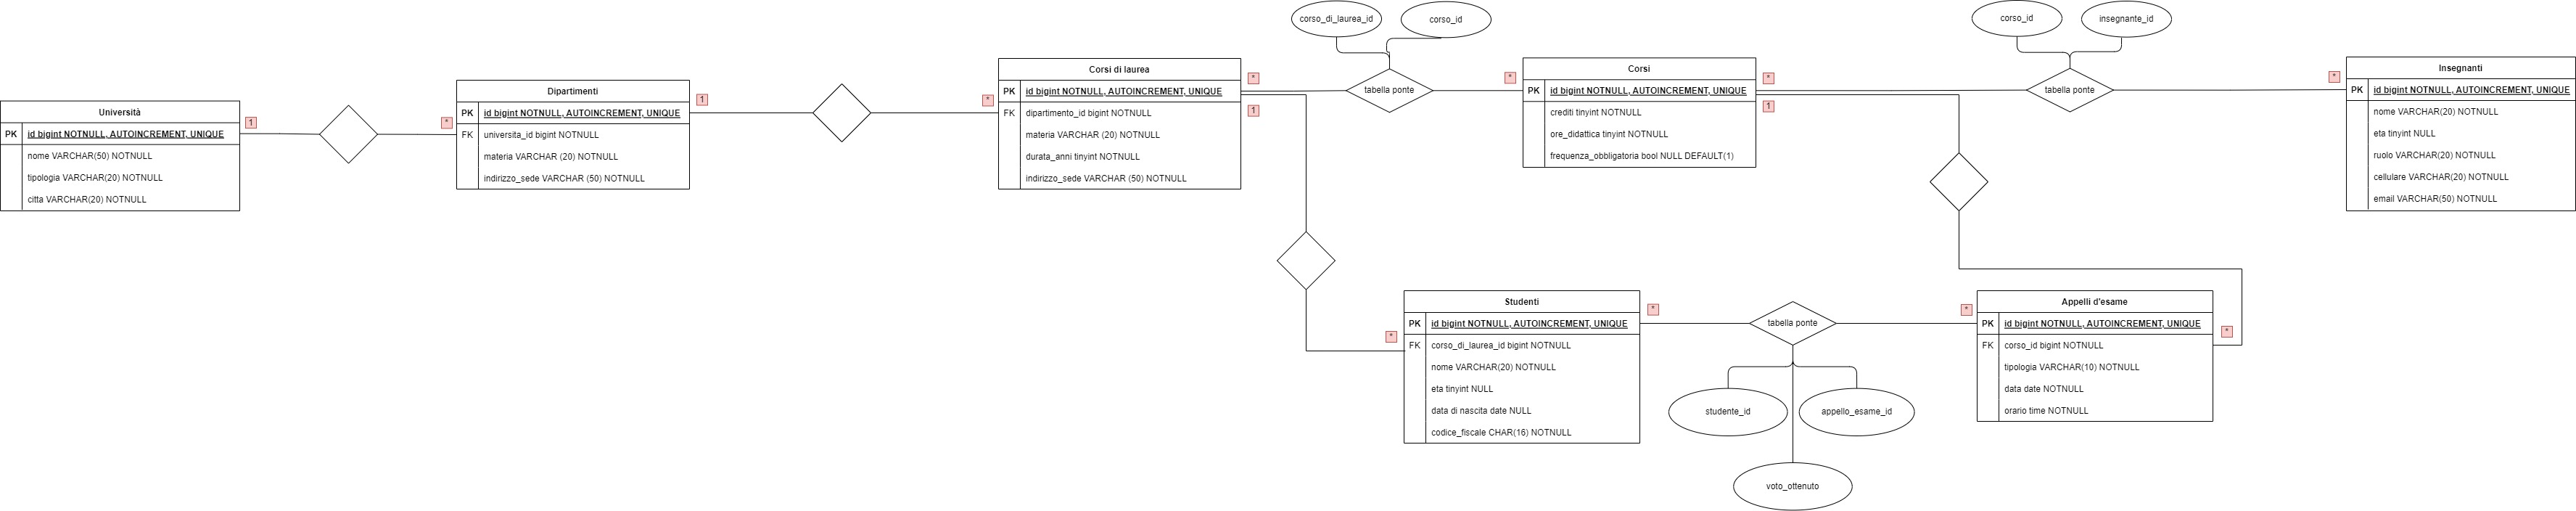 Università
PK id bigint NOTNULL, AUTOINCREMENT, UNIQUE
nome VARCHAR(50) NOTNULL
tipologia VARCHAR(20) NOTNULL
citta VARCHAR(20) NOTNULL
1
*
Dipartimenti
PK id bigint NOTNULL, AUTOINCREMENT, UNIQUE
FK universita_id bigint NOTNULL
materia VARCHAR (20) NOTNULL
indirizzo_sede VARCHAR (50) NOTNULL
1
*
Corsi di laurea
PK id bigint NOTNULL, AUTOINCREMENT, UNIQUE
FK dipartimento_id bigint NOTNULL
materia VARCHAR (20) NOTNULL
durata_anni tinyint NOTNULL
indirizzo_sede VARCHAR (50) NOTNULL
*
1
corso_di_laurea_id
corso_id
tabella ponte
*
Corsi
PK id bigint NOTNULL, AUTOINCREMENT, UNIQUE
crediti tinyint NOTNULL
ore_didattica tinyint NOTNULL
frequenza_obbligatoria bool NULL DEFAULT(1)
*
1
corso_id
insegnante_id
tabella ponte
*
Insegnanti
PK id bigint NOTNULL, AUTOINCREMENT, UNIQUE
nome VARCHAR(20) NOTNULL
eta tinyint NULL
ruolo VARCHAR(20) NOTNULL
cellulare VARCHAR(20) NOTNULL
email VARCHAR(50) NOTNULL
*
Studenti
PK id bigint NOTNULL, AUTOINCREMENT, UNIQUE
FK corso_di_laurea_id bigint NOTNULL
nome VARCHAR(20) NOTNULL
eta tinyint NULL
data di nascita date NULL
codice_fiscale CHAR(16) NOTNULL
*
tabella ponte
studente_id
appello_esame_id
voto_ottenuto
*
Appelli d'esame
PK id bigint NOTNULL, AUTOINCREMENT, UNIQUE
FK corso_id bigint NOTNULL
tipologia VARCHAR(10) NOTNULL
data date NOTNULL
orario time NOTNULL
*